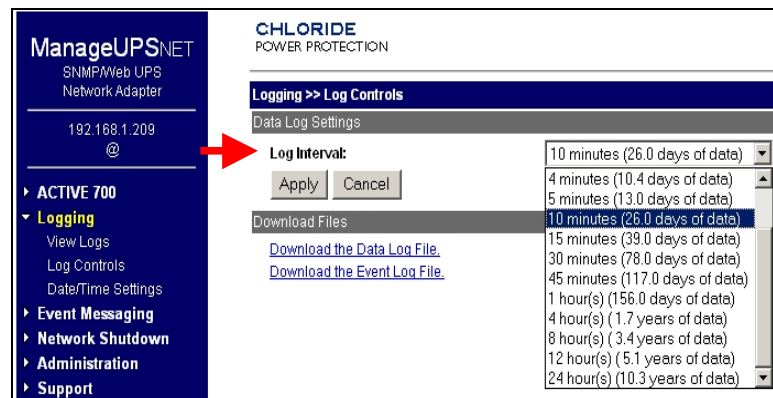 ManageUPSNET
SNMP/Web UPS
Network Adapter
192.168.1.209
@
ACTIVE 700
Logging
View Logs
Log Controls
Date/Time Settings
Event Messaging
Network Shutdown
Administration
Support
CHLORIDE
POWER PROTECTION
Logging >> Log Controls
Data Log Settings
Log Interval:
10 minutes (26.0 days of data)
Apply Cancel
4 minutes (10.4 days of data)
5 minutes (13.0 days of data)
10 minutes (26.0 days of data)
15 minutes (39.0 days of data)
30 minutes (78.0 days of data)
45 minutes (117.0 days of data)
1 hour(s) (156.0 days of data)
4 hour(s) ( 1.7 years of data)
8 hour(s) ( 3.4 years of data)
12 hour(s) ( 5.1 years of data)
24 hour(s) (10.3 years of data)
Download Files
Download the Data Log File.
Download the Event Log File.